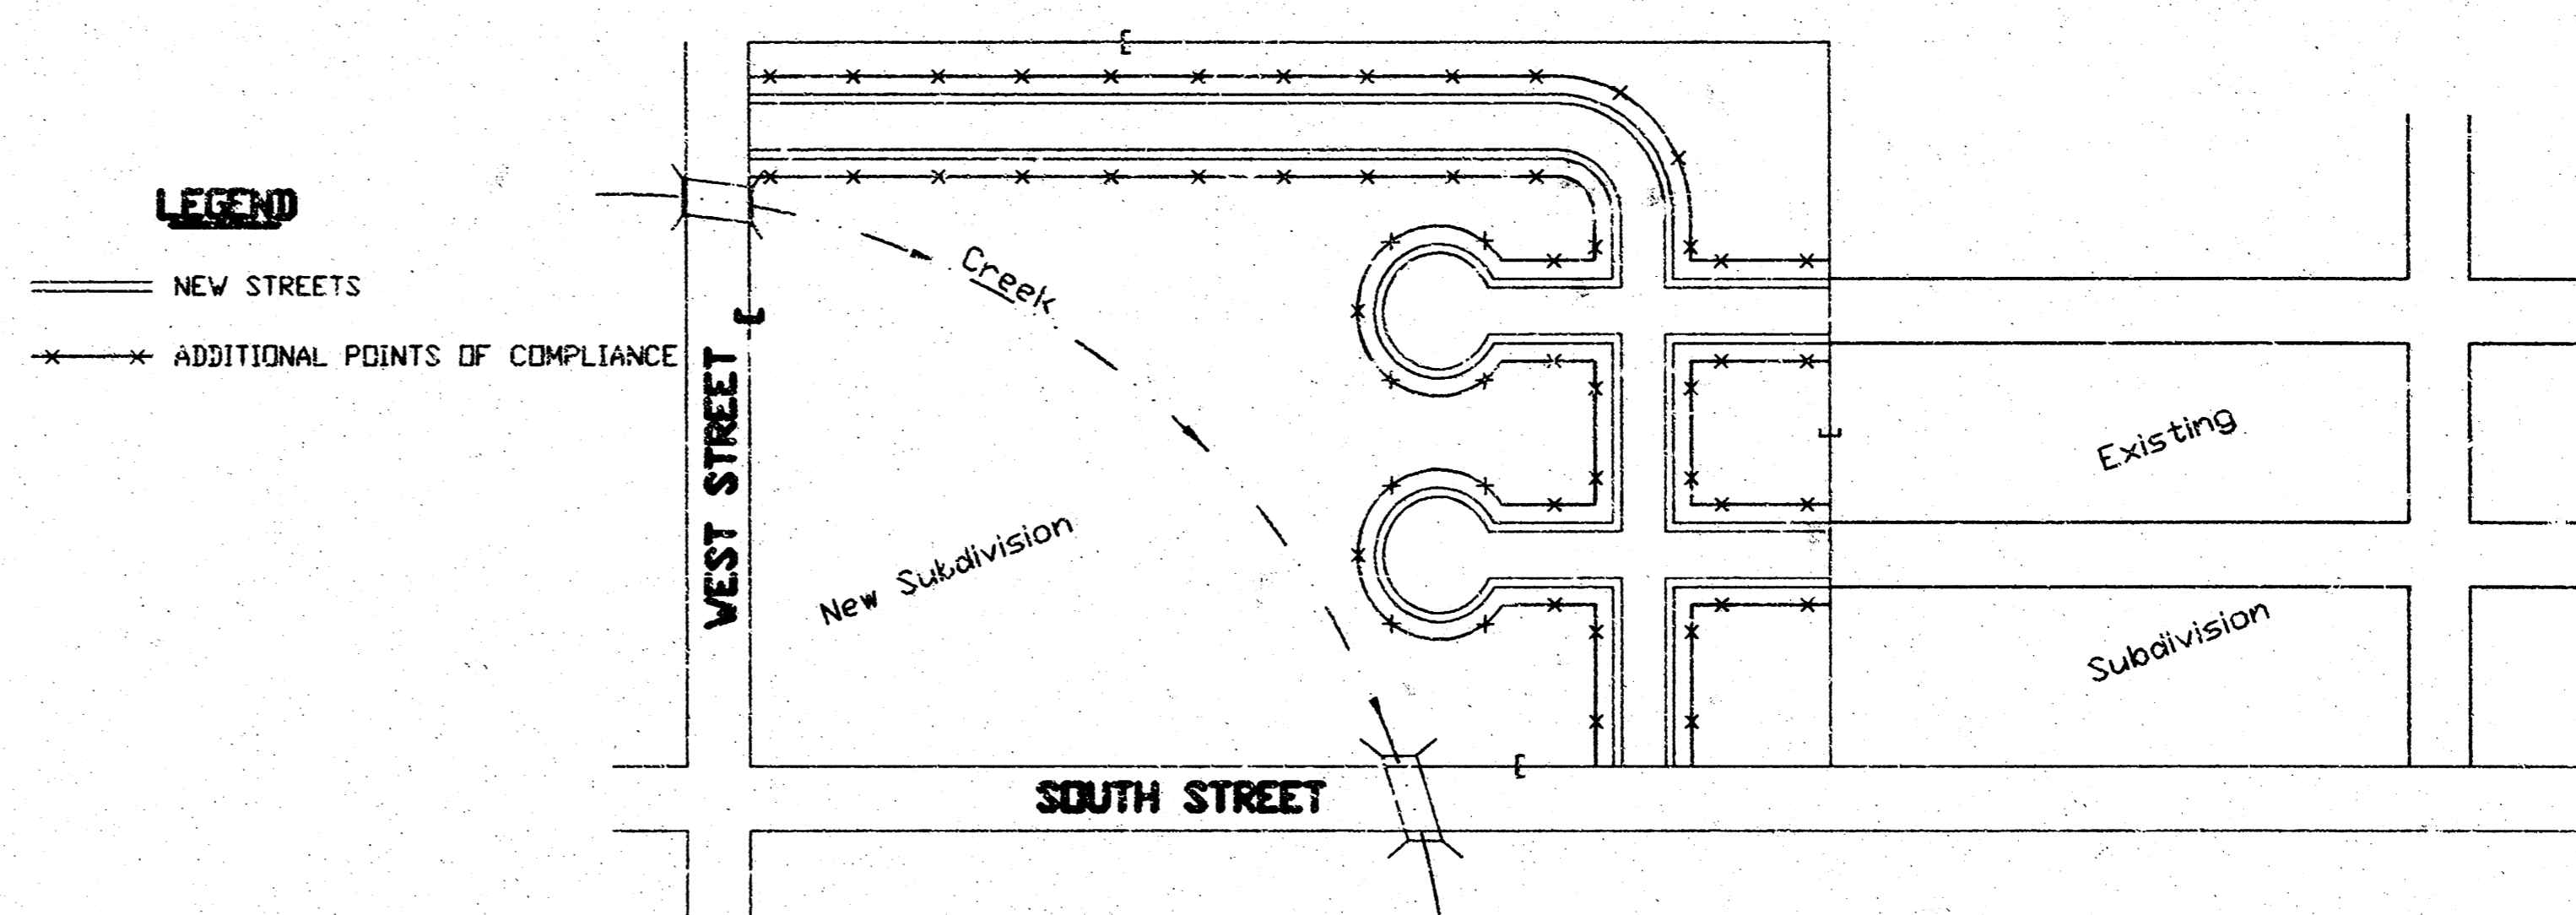 LEGEND
NEW STREETS
ADDITIONAL POINTS OF COMPLIANCE
WEST STREET
Creek
New Subdivision
SOUTH STREET
Existing
Subdivision